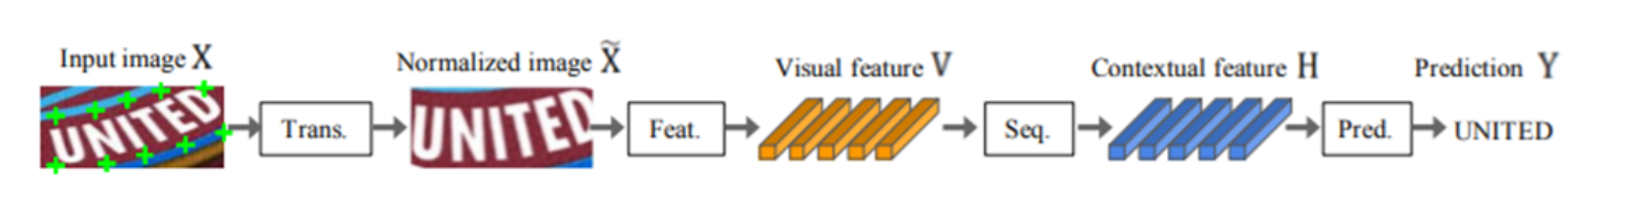 Input image X
Normalized image X̃
Visual feature V
Contextual feature H
Prediction Y
UNITED
Trans.
UNITED
Feat.
Seq.
Pred.
UNITED